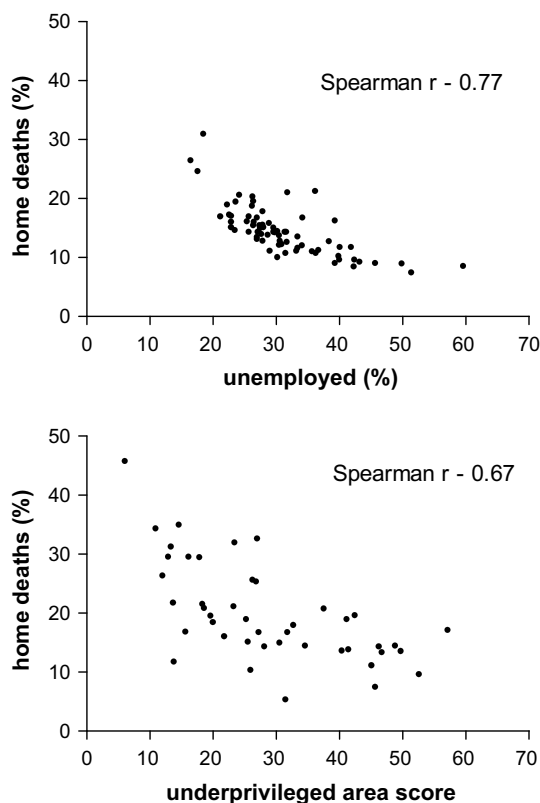 50
40
30
20
10
0
home deaths (%)
Spearman r - 0.77
0 10 20 30 40 50 60 70
unemployed (%)
50
40
30
20
10
0
home deaths (%)
Spearman r - 0.67
0 10 20 30 40 50 60 70
underprivileged area score